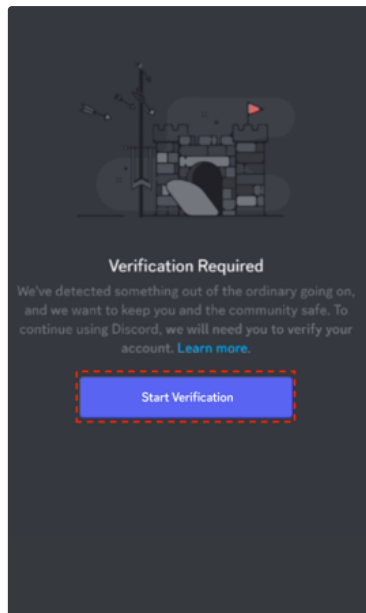 Verification Required
We've detected something out of the ordinary going on,
and we want to keep you and the community safe. To
continue using Discord, we will need you to verify your
account. Learn more.
Start Verification